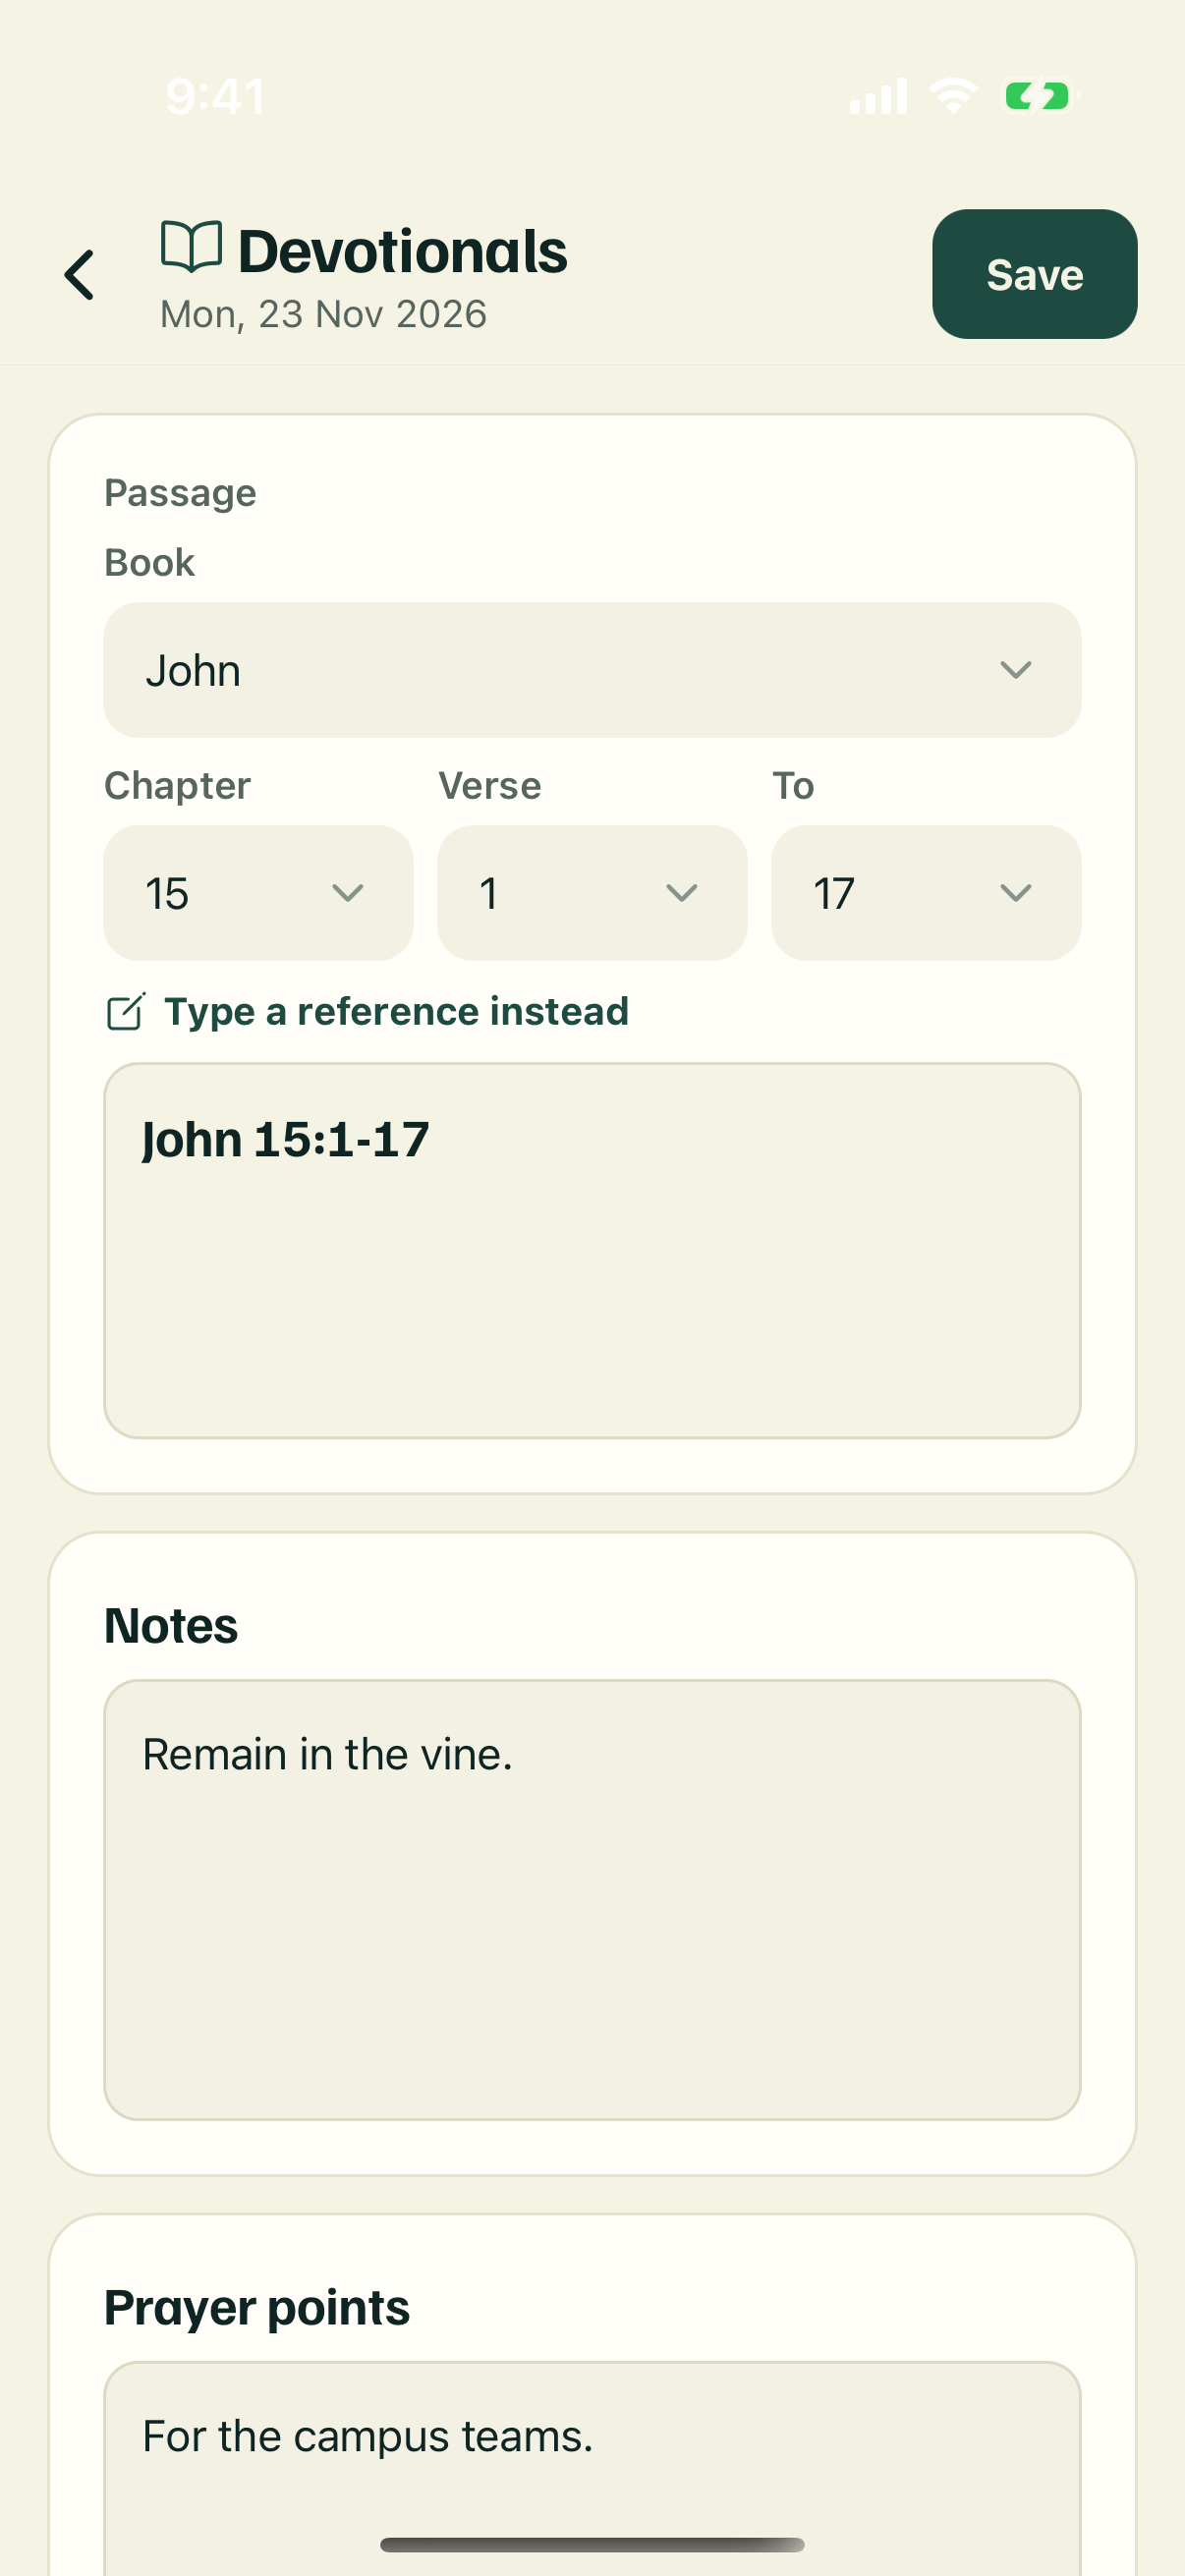 9:41
Devotionals
Mon, 23 Nov 2026
Save
Passage
Book
John
Chapter Verse To
15 1 17
Type a reference instead
John 15:1-17
Notes
Remain in the vine.
Prayer points
For the campus teams.